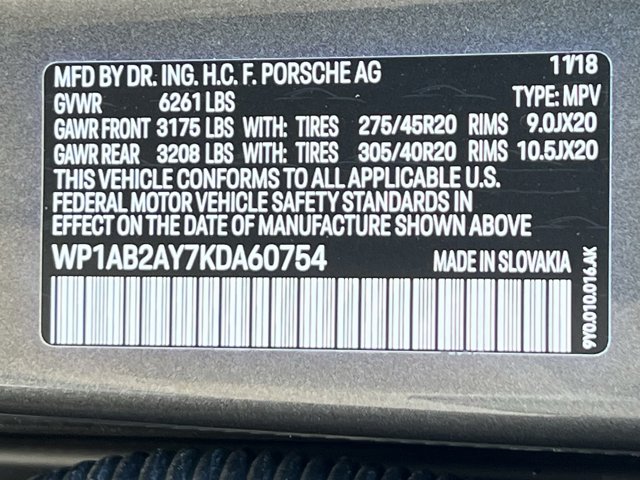 MFD BY DR. ING. H.C. F. PORSCHE AG 11/18
GVWR 6261 LBS TYPE: MPV
GAWR FRONT 3175 LBS WITH: TIRES 275/45R20 RIMS 9.0JX20
GAWR REAR 3208 LBS WITH: TIRES 305/40R20 RIMS 10.5JX20
THIS VEHICLE CONFORMS TO ALL APPLICABLE U.S.
FEDERAL MOTOR VEHICLE SAFETY STANDARDS IN
EFFECT ON THE DATE OF MANUFACTURE SHOWN ABOVE.
WP1AB2AY7KDA60754 MADE IN SLOVAKIA
9Y0.010.016.AK